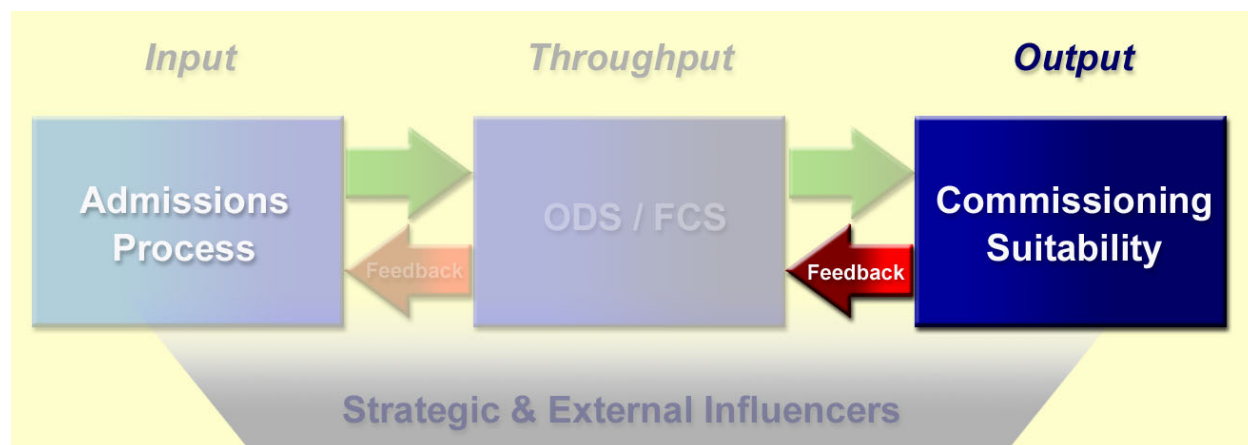 Input
Throughput
Output
Admissions
Process
ODS / FCS
Commissioning
Suitability
Feedback
Feedback
Strategic & External Influencers